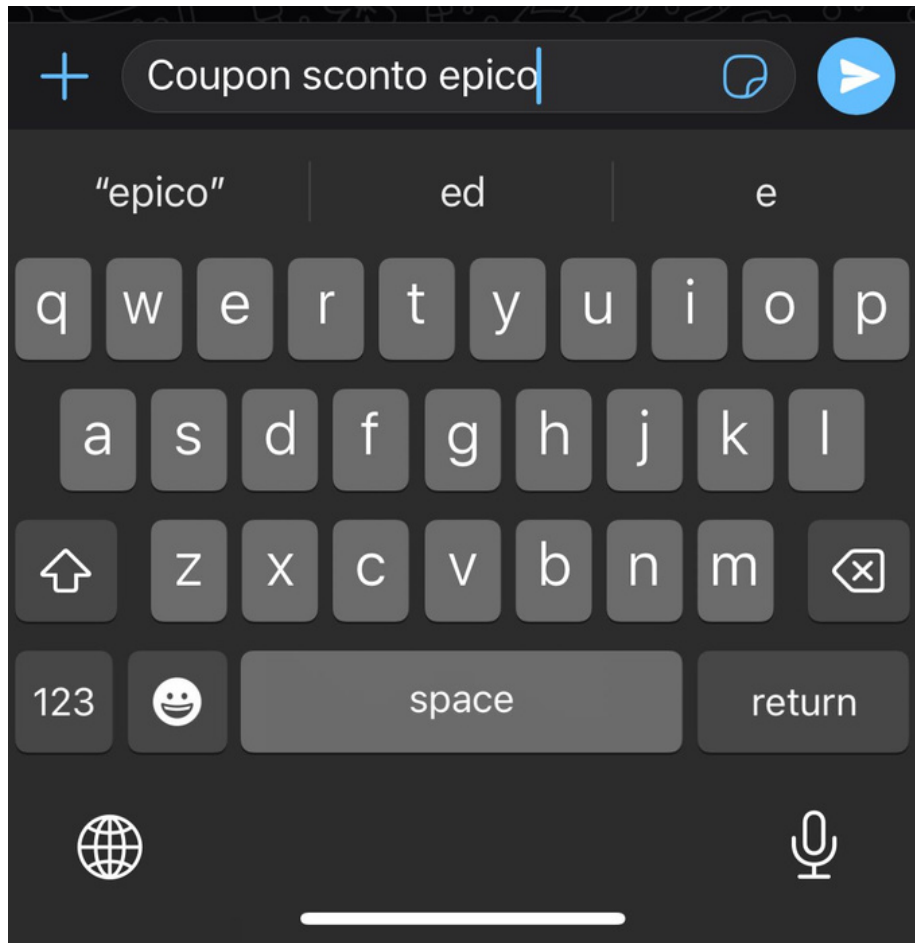 Coupon sconto epico
“epico” ed e
q w e r t y u i o p
a s d f g h j k l
z x c v b n m
123 space return